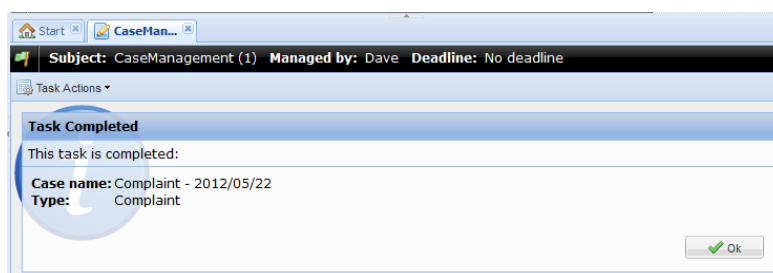 Start CaseMan...
Subject: CaseManagement (1) Managed by: Dave Deadline: No deadline
Task Actions
Task Completed
This task is completed:
Case name: Complaint - 2012/05/22
Type: Complaint
Ok